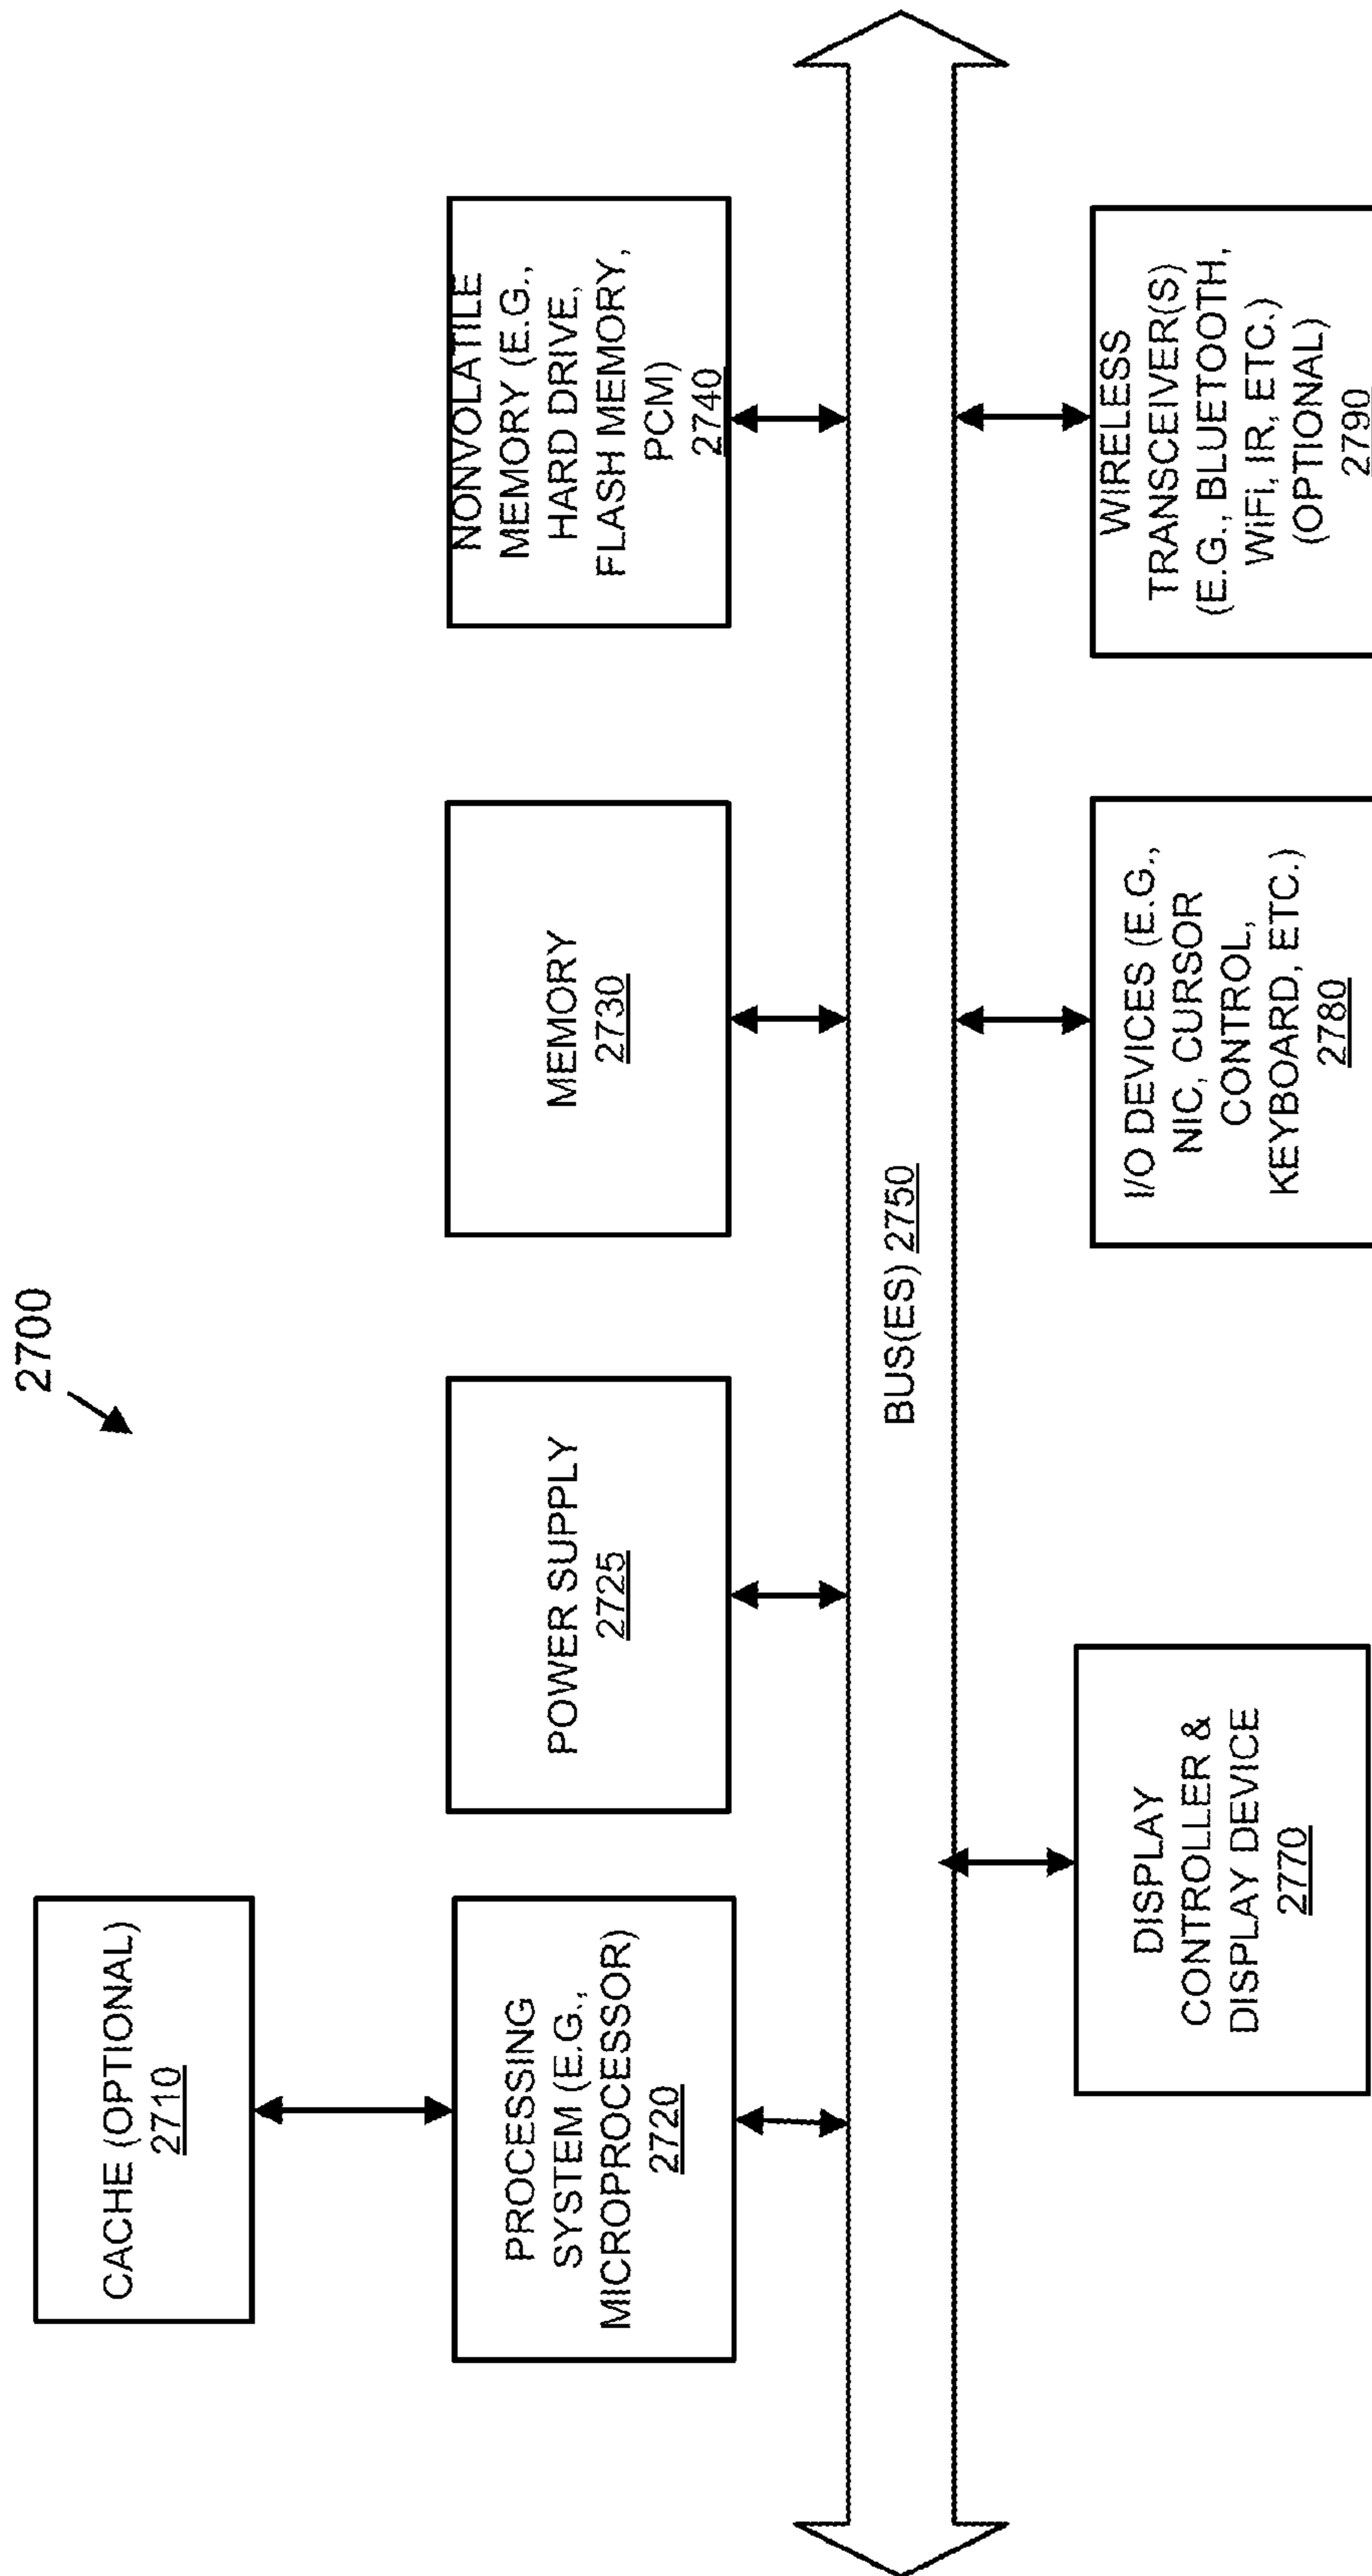 2700
CACHE (OPTIONAL)
2710
PROCESSING
SYSTEM (E.G.,
MICROPROCESSOR)
2720
POWER SUPPLY
2725
MEMORY
2730
NONVOLATILE
MEMORY (E.G.,
HARD DRIVE,
FLASH MEMORY,
PCM)
2740
BUS(ES) 2750
DISPLAY
CONTROLLER &
DISPLAY DEVICE
2770
I/O DEVICES (E.G.,
NIC, CURSOR
CONTROL,
KEYBOARD, ETC.)
2780
WIRELESS
TRANSCEIVER(S)
(E.G., BLUETOOTH,
WiFi, IR, ETC.)
(OPTIONAL)
2790